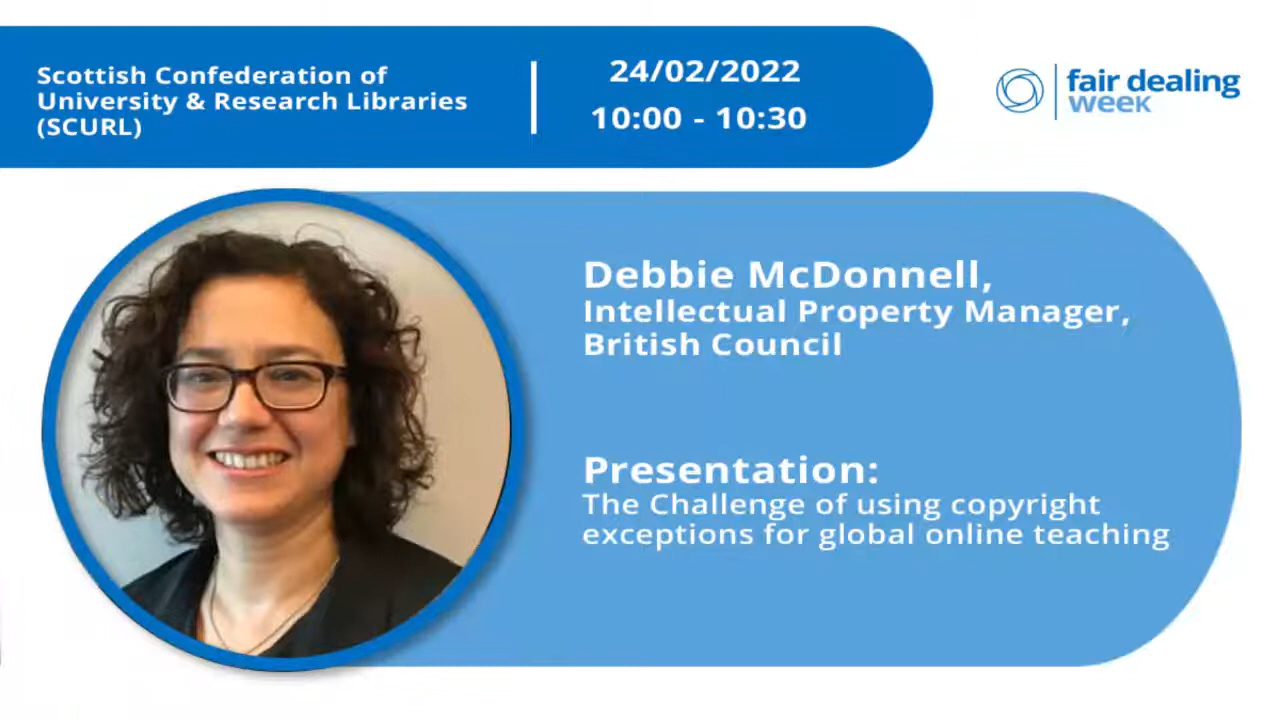 Scottish Confederation of
University & Research Libraries
(SCURL)
24/02/2022
10:00 - 10:30
fair dealing
week
Debbie McDonnell,
Intellectual Property Manager,
British Council
Presentation:
The Challenge of using copyright
exceptions for global online teaching